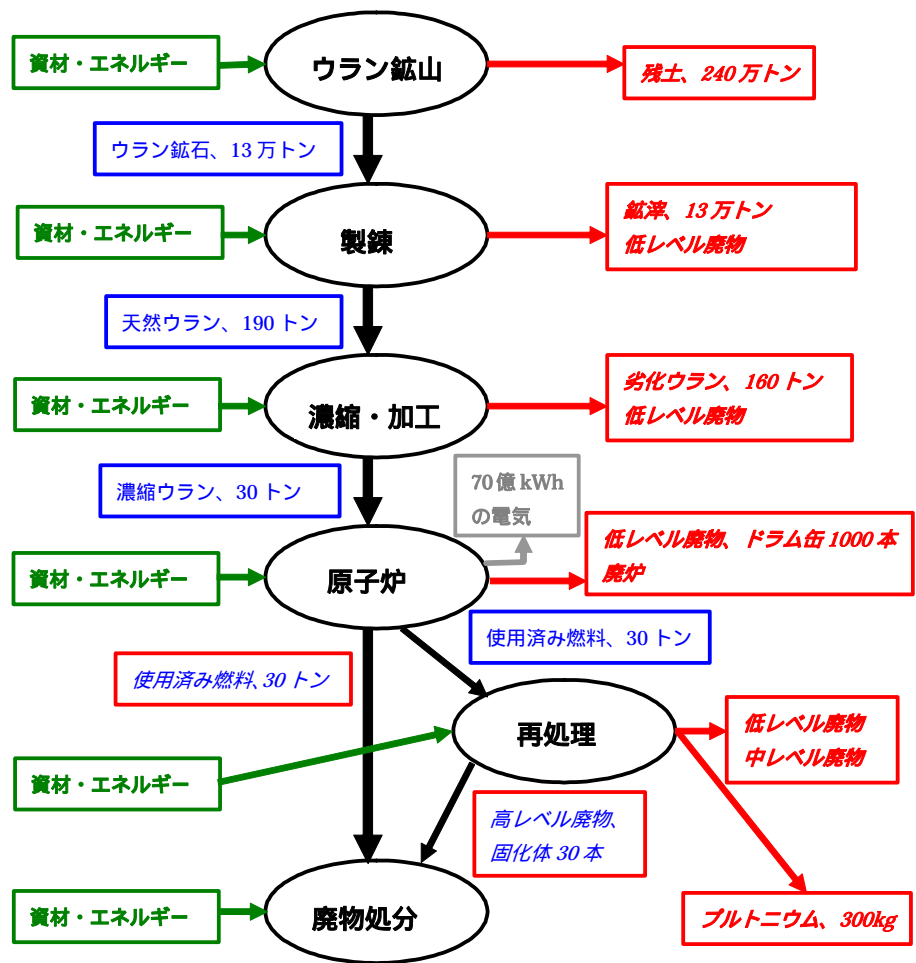 資材・エネルギー
ウラン鉱山
残土、240万トン
ウラン鉱石、13万トン
資材・エネルギー
製錬
鉱滓、13万トン
低レベル廃物
天然ウラン、190トン
資材・エネルギー
濃縮・加工
劣化ウラン、160トン
低レベル廃物
濃縮ウラン、30トン
70億kWh
の電気
資材・エネルギー
原子炉
低レベル廃物、ドラム缶1000本
廃炉
使用済み燃料、30トン
使用済み燃料、30トン
再処理
低レベル廃物
中レベル廃物
資材・エネルギー
高レベル廃物、
固化体30本
資材・エネルギー
廃物処分
プルトニウム、300kg